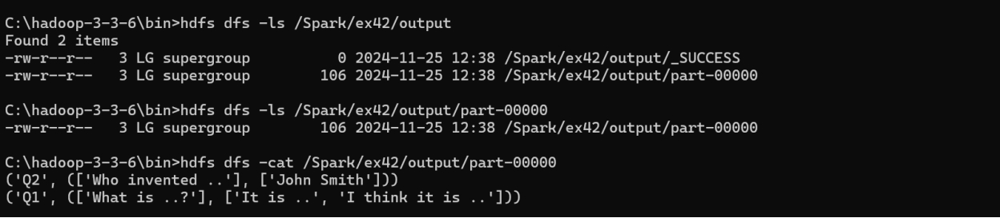 C:\hadoop-3-3-6\bin>hdfs dfs -ls /Spark/ex42/output
Found 2 items
-rw-r--r--   3 LG supergroup          0 2024-11-25 12:38 /Spark/ex42/output/_SUCCESS
-rw-r--r--   3 LG supergroup        106 2024-11-25 12:38 /Spark/ex42/output/part-00000
C:\hadoop-3-3-6\bin>hdfs dfs -ls /Spark/ex42/output/part-00000
-rw-r--r--   3 LG supergroup        106 2024-11-25 12:38 /Spark/ex42/output/part-00000
C:\hadoop-3-3-6\bin>hdfs dfs -cat /Spark/ex42/output/part-00000
('Q2', (['Who invented ..'], ['John Smith']))
('Q1', (['What is ..?'], ['It is ..', 'I think it is ..']))